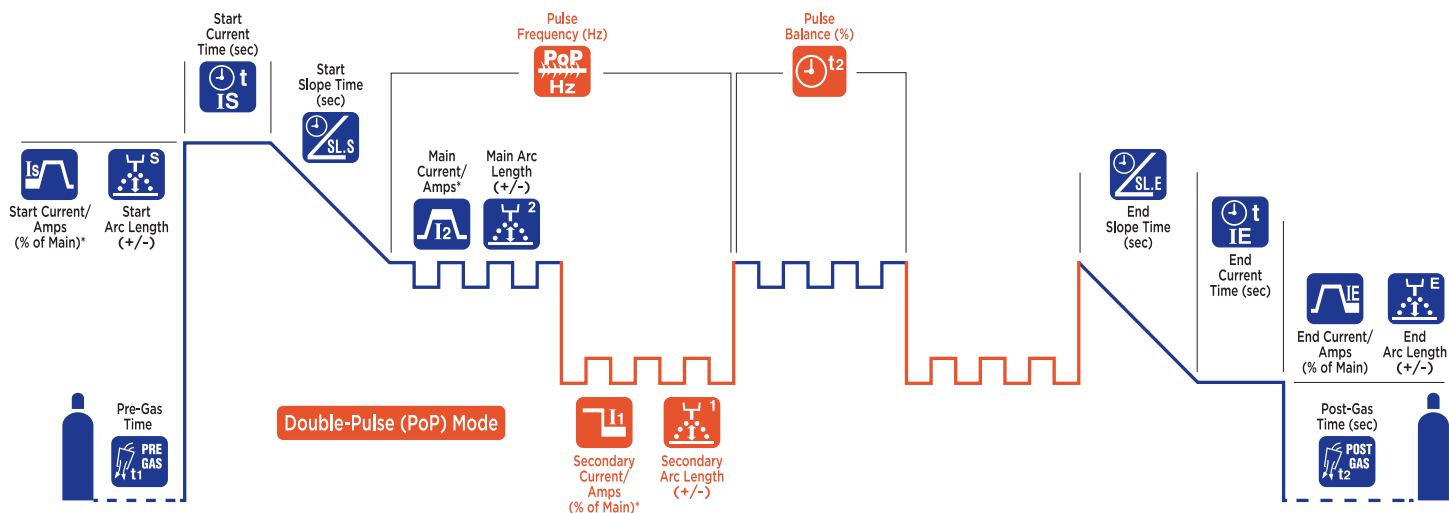 Start
Current
Time (sec)
t
IS
Start
Slope Time
(sec)
SL.S
Pulse
Frequency (Hz)
PoP
Hz
Pulse
Balance (%)
t2
Is
Start Current/
Amps
(% of Main)*
S
Start
Arc Length
(+/-)
Main
Current/
Amps*
I2
Main Arc
Length
(+/-)
2
SL.E
End
Slope Time
(sec)
t
IE
End
Current
Time (sec)
IE
End Current/
Amps
(% of Main)
E
End
Arc Length
(+/-)
Pre-Gas
Time
PRE
GAS
t1
Double-Pulse (PoP) Mode
I1
Secondary
Current/
Amps
(% of Main)*
1
Secondary
Arc Length
(+/-)
Post-Gas
Time (sec)
POST
GAS
t2